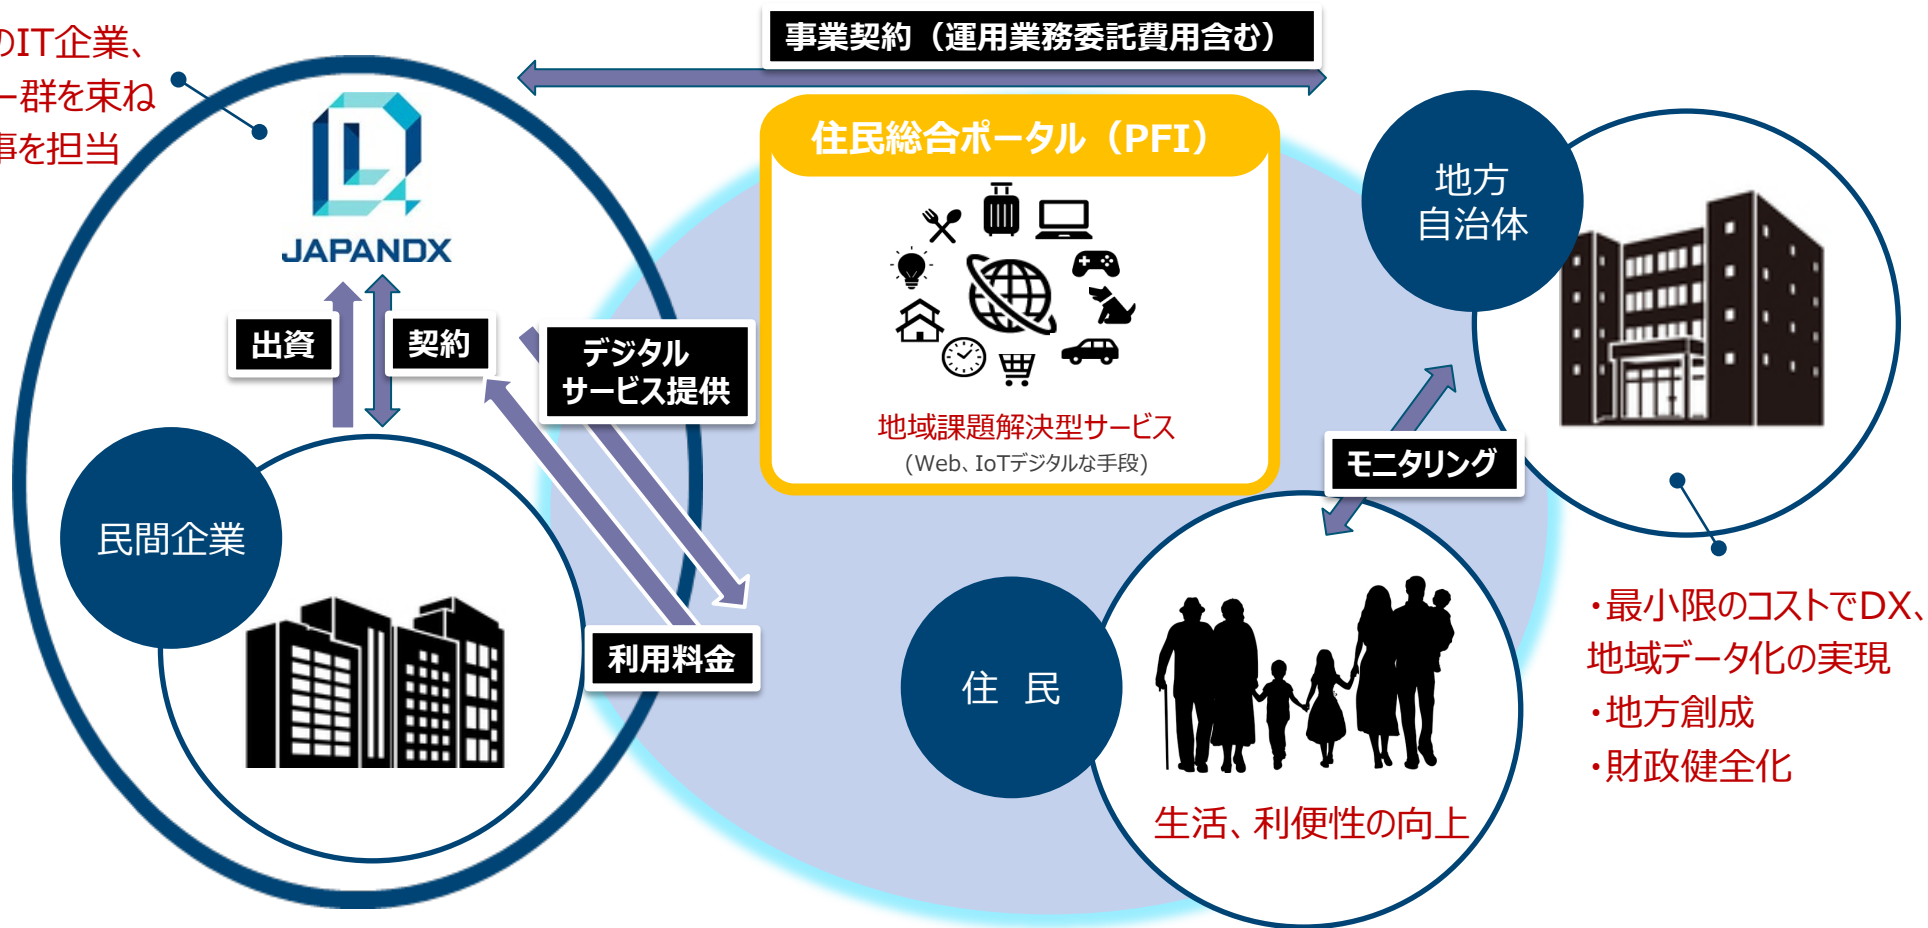 のIT企業、
ー群を束ね
事を担当
事業契約（運用業務委託費用含む）
JAPANDX
住民総合ポータル（PFI）
地方
自治体
出資
契約
デジタル
サービス提供
地域課題解決型サービス
(Web、IoTデジタルな手段)
モニタリング
民間企業
利用料金
住 民
生活、利便性の向上
・最小限のコストでDX、
地域データ化の実現
・地方創成
・財政健全化